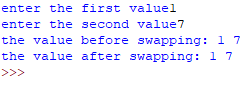 enter the first value1
enter the second value7
the value before swapping: 1 7
the value after swapping: 1 7
>>>